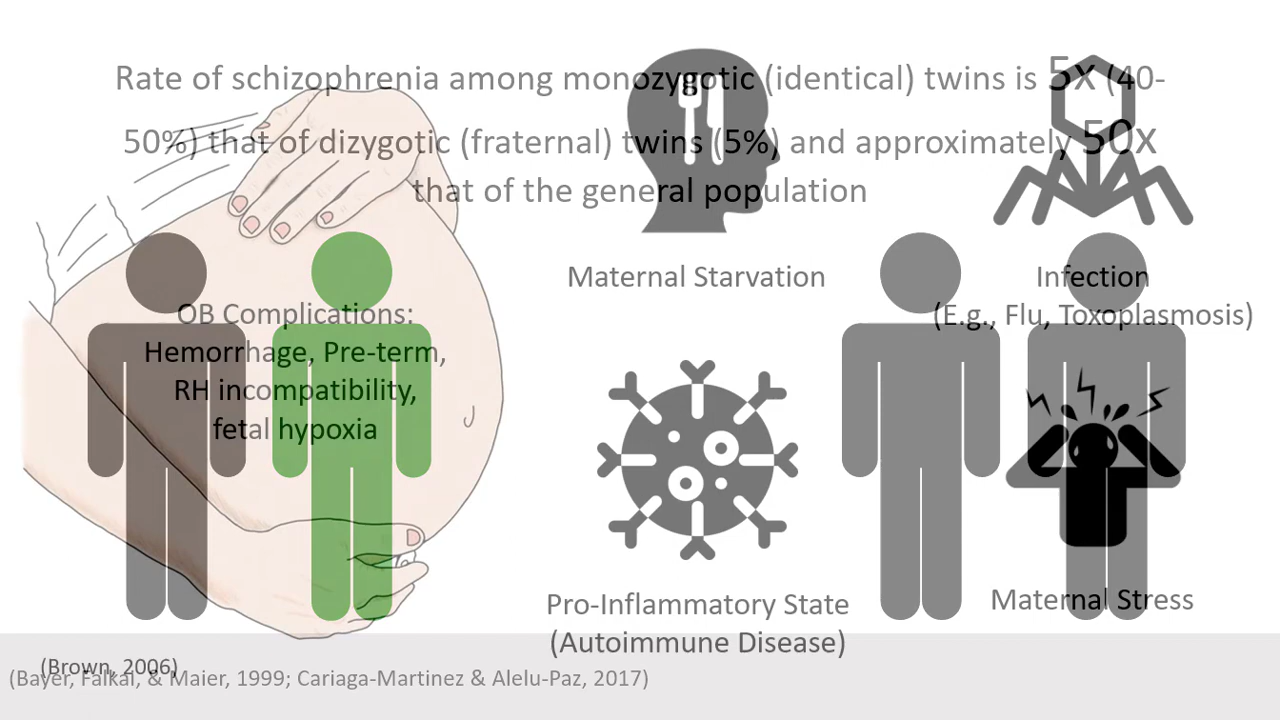 Rate of schizophrenia among monozygotic (identical) twins is 5x (40-
50%) that of dizygotic (fraternal) twins (5%) and approximately 50x
that of the general population
Maternal Starvation
Infection
(E.g., Flu, Toxoplasmosis)
OB Complications:
Hemorrhage, Pre-term,
RH incompatibility,
fetal hypoxia
Pro-Inflammatory State
(Autoimmune Disease)
Maternal Stress
(Brown, 2006)
(Bayer, Falkai, & Maier, 1999; Cariaga-Martinez & Alelu-Paz, 2017)